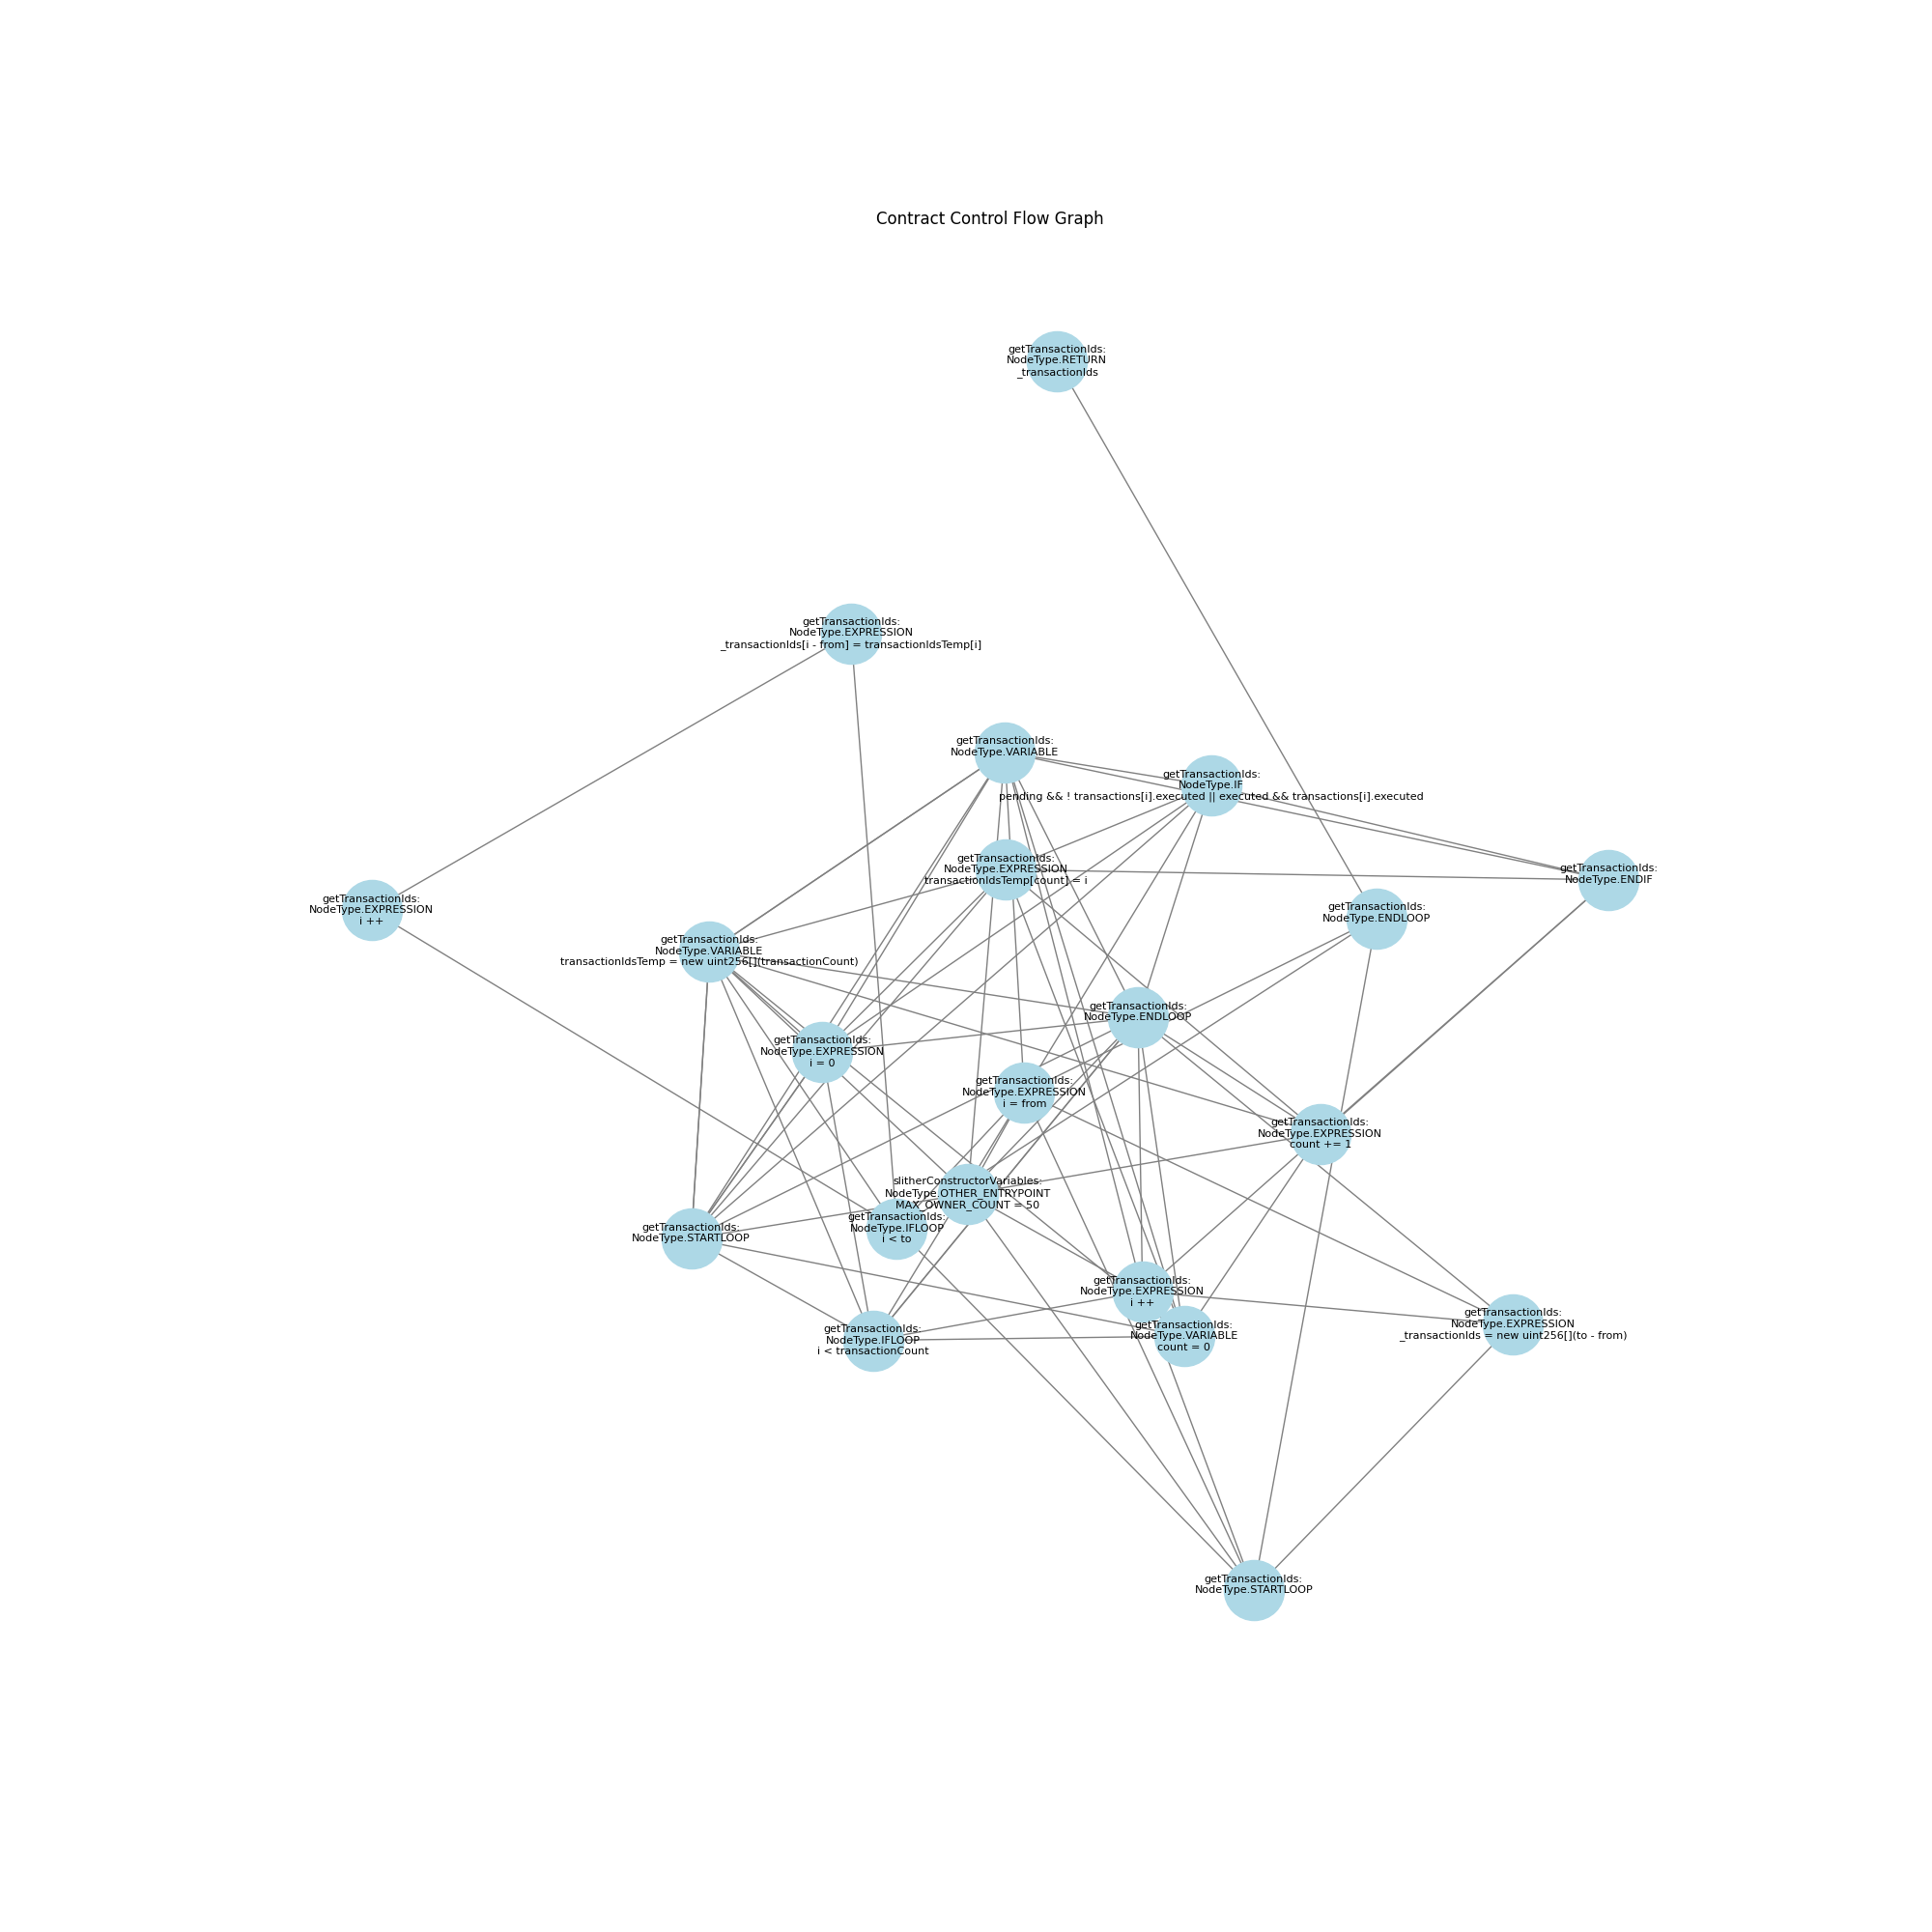 Contract Control Flow Graph
getTransactionIds:
NodeType.RETURN
_transactionIds
getTransactionIds:
NodeType.EXPRESSION
_transactionIds[i - from] = transactionIdsTemp[i]
getTransactionIds:
NodeType.VARIABLE
getTransactionIds:
NodeType.IF
pending && ! transactions[i].executed || executed && transactions[i].executed
getTransactionIds:
NodeType.EXPRESSION
transactionIdsTemp[count] = i
getTransactionIds:
NodeType.ENDIF
getTransactionIds:
NodeType.EXPRESSION
i ++
getTransactionIds:
NodeType.ENDLOOP
getTransactionIds:
NodeType.VARIABLE
transactionIdsTemp = new uint256[](transactionCount)
getTransactionIds:
NodeType.ENDLOOP
getTransactionIds:
NodeType.EXPRESSION
i = 0
getTransactionIds:
NodeType.EXPRESSION
i = from
getTransactionIds:
NodeType.EXPRESSION
count += 1
slitherConstructorVariables:
NodeType.OTHER_ENTRYPOINT
MAX_OWNER_COUNT = 50
getTransactionIds:
NodeType.IFLOOP
i < to
getTransactionIds:
NodeType.STARTLOOP
getTransactionIds:
NodeType.EXPRESSION
i ++
getTransactionIds:
NodeType.EXPRESSION
_transactionIds = new uint256[](to - from)
getTransactionIds:
NodeType.VARIABLE
count = 0
getTransactionIds:
NodeType.IFLOOP
i < transactionCount
getTransactionIds:
NodeType.STARTLOOP